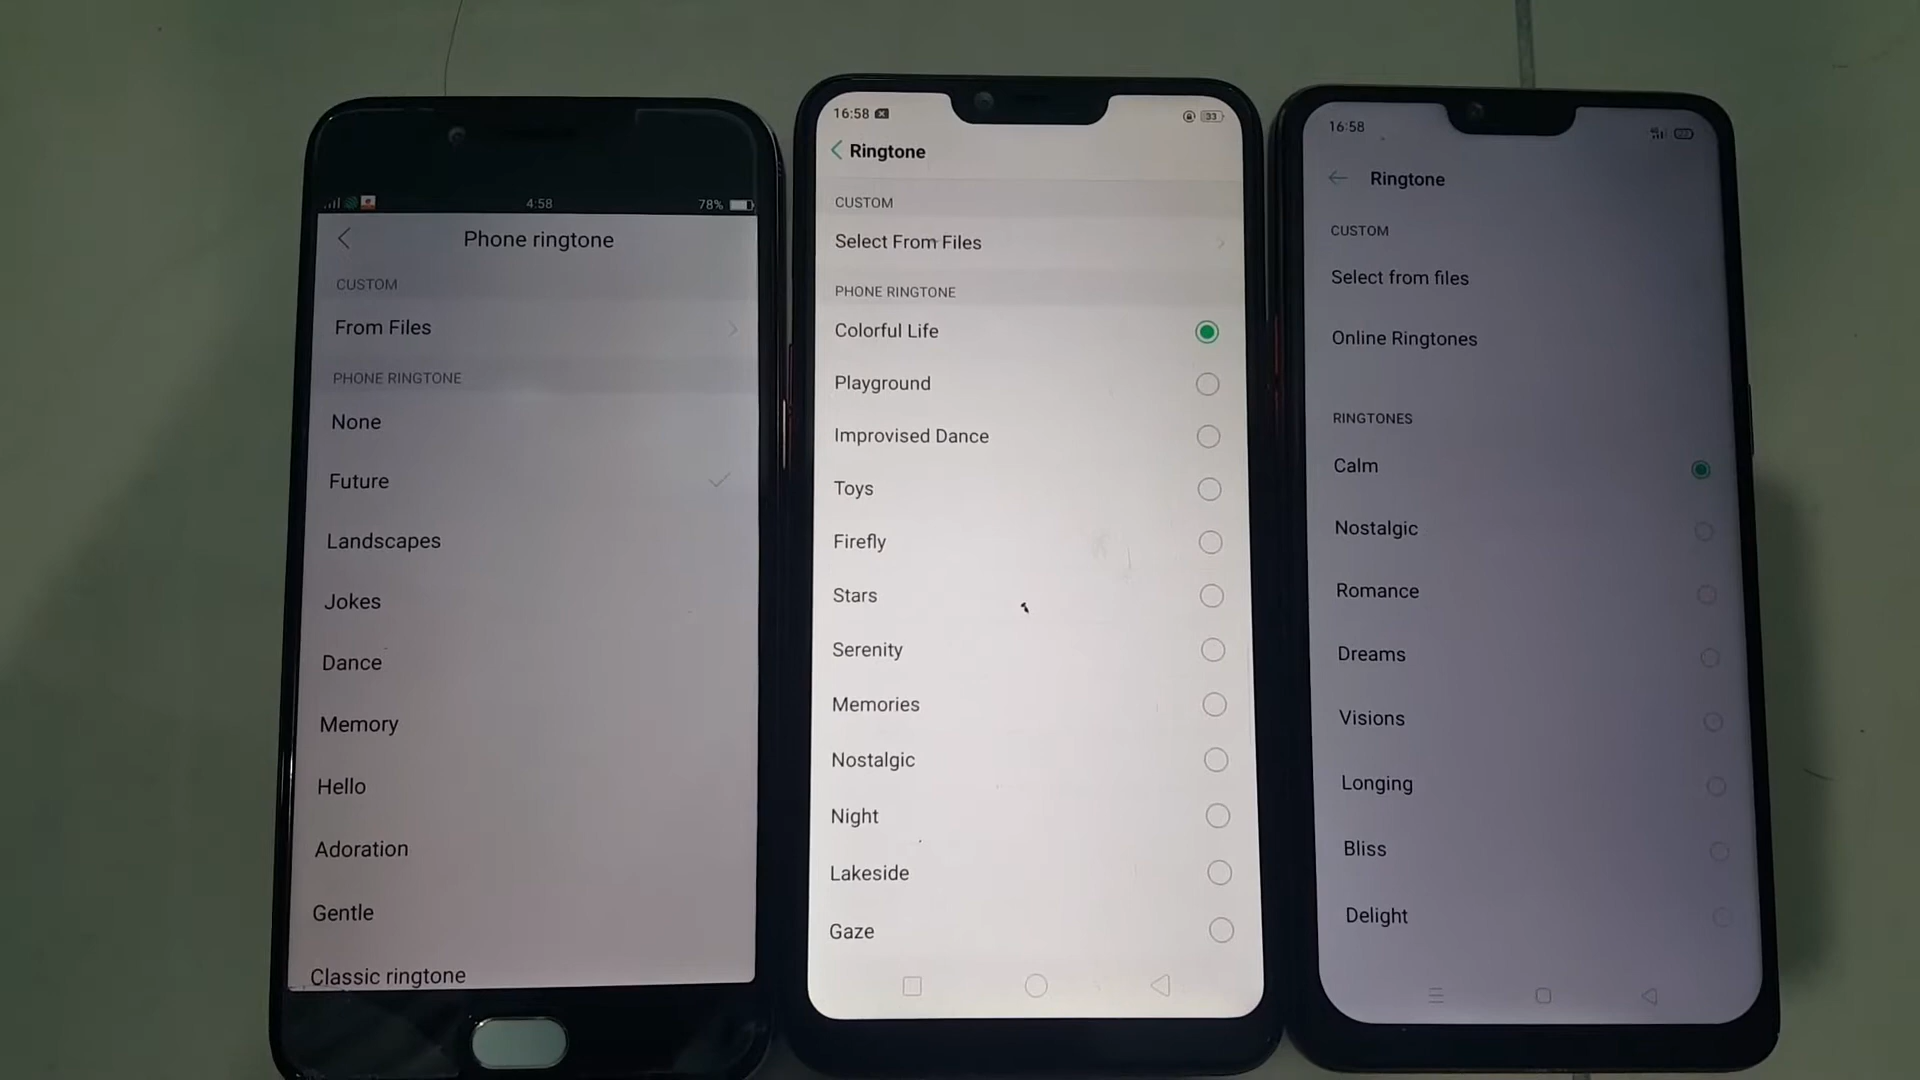 4:58
78%
Phone ringtone
CUSTOM
From Files
PHONE RINGTONE
None
Future
Landscapes
Jokes
Dance
Memory
Hello
Adoration
Gentle
Classic ringtone
16:58
33
Ringtone
CUSTOM
Select From Files
PHONE RINGTONE
Colorful Life
Playground
Improvised Dance
Toys
Firefly
Stars
Serenity
Memories
Nostalgic
Night
Lakeside
Gaze
16:58
Ringtone
CUSTOM
Select from files
Online Ringtones
RINGTONES
Calm
Nostalgic
Romance
Dreams
Visions
Longing
Bliss
Delight